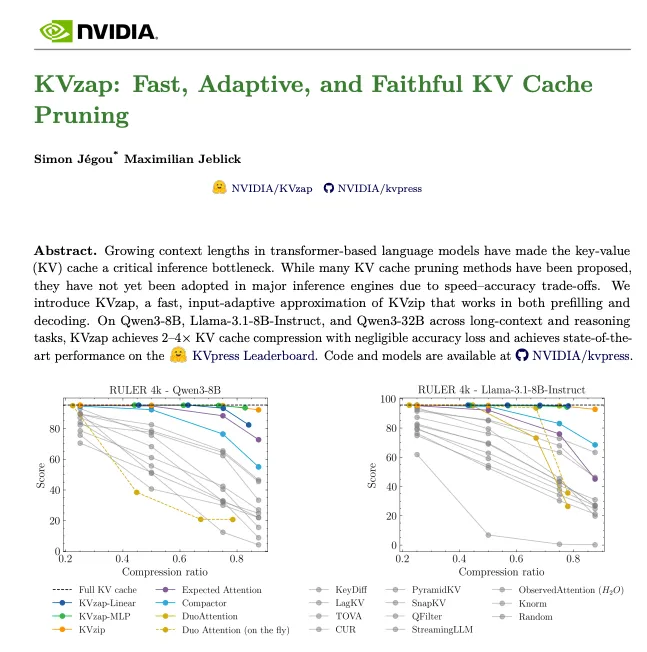 NVIDIA.
KVzap: Fast, Adaptive, and Faithful KV Cache
Pruning
Simon Jégou* Maximilian Jeblick
NVIDIA/KVzap NVIDIA/kvpress
Abstract. Growing context lengths in transformer-based language models have made the key-value
(KV) cache a critical inference bottleneck. While many KV cache pruning methods have been proposed,
they have not yet been adopted in major inference engines due to speed–accuracy trade-offs. We
introduce KVzap, a fast, input-adaptive approximation of KVzip that works in both prefilling and
decoding. On Qwen3-8B, Llama-3.1-8B-Instruct, and Qwen3-32B across long-context and reasoning
tasks, KVzap achieves 2–4× KV cache compression with negligible accuracy loss and achieves state-of-the-
art performance on the KVpress Leaderboard. Code and models are available at NVIDIA/kvpress.
RULER 4k - Qwen3-8B
80
60
40
20
0
Score
0.2 0.4 0.6 0.8
Compression ratio
RULER 4k - Llama-3.1-8B-Instruct
100
80
60
40
20
0
Score
0.2 0.4 0.6 0.8
Compression ratio
Full KV cache
KVzap-Linear
KVzap-MLP
KVzip
Expected Attention
Compactor
DuoAttention
Duo Attention (on the fly)
KeyDiff
LagKV
TOVA
CUR
PyramidKV
SnapKV
QFilter
StreamingLLM
ObservedAttention (H2O)
Knorm
Random